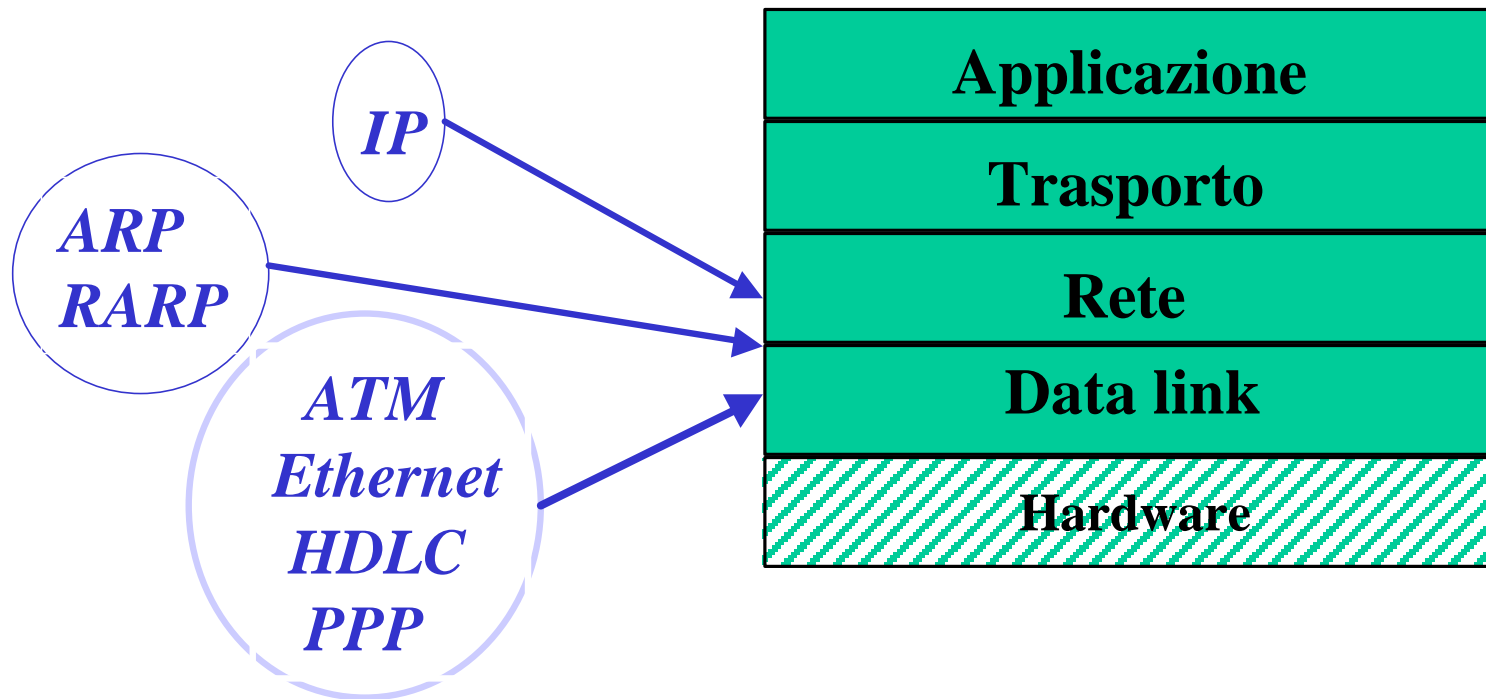 IP
ARP
RARP
ATM
Ethernet
HDLC
PPP
Applicazione
Trasporto
Rete
Data link
Hardware